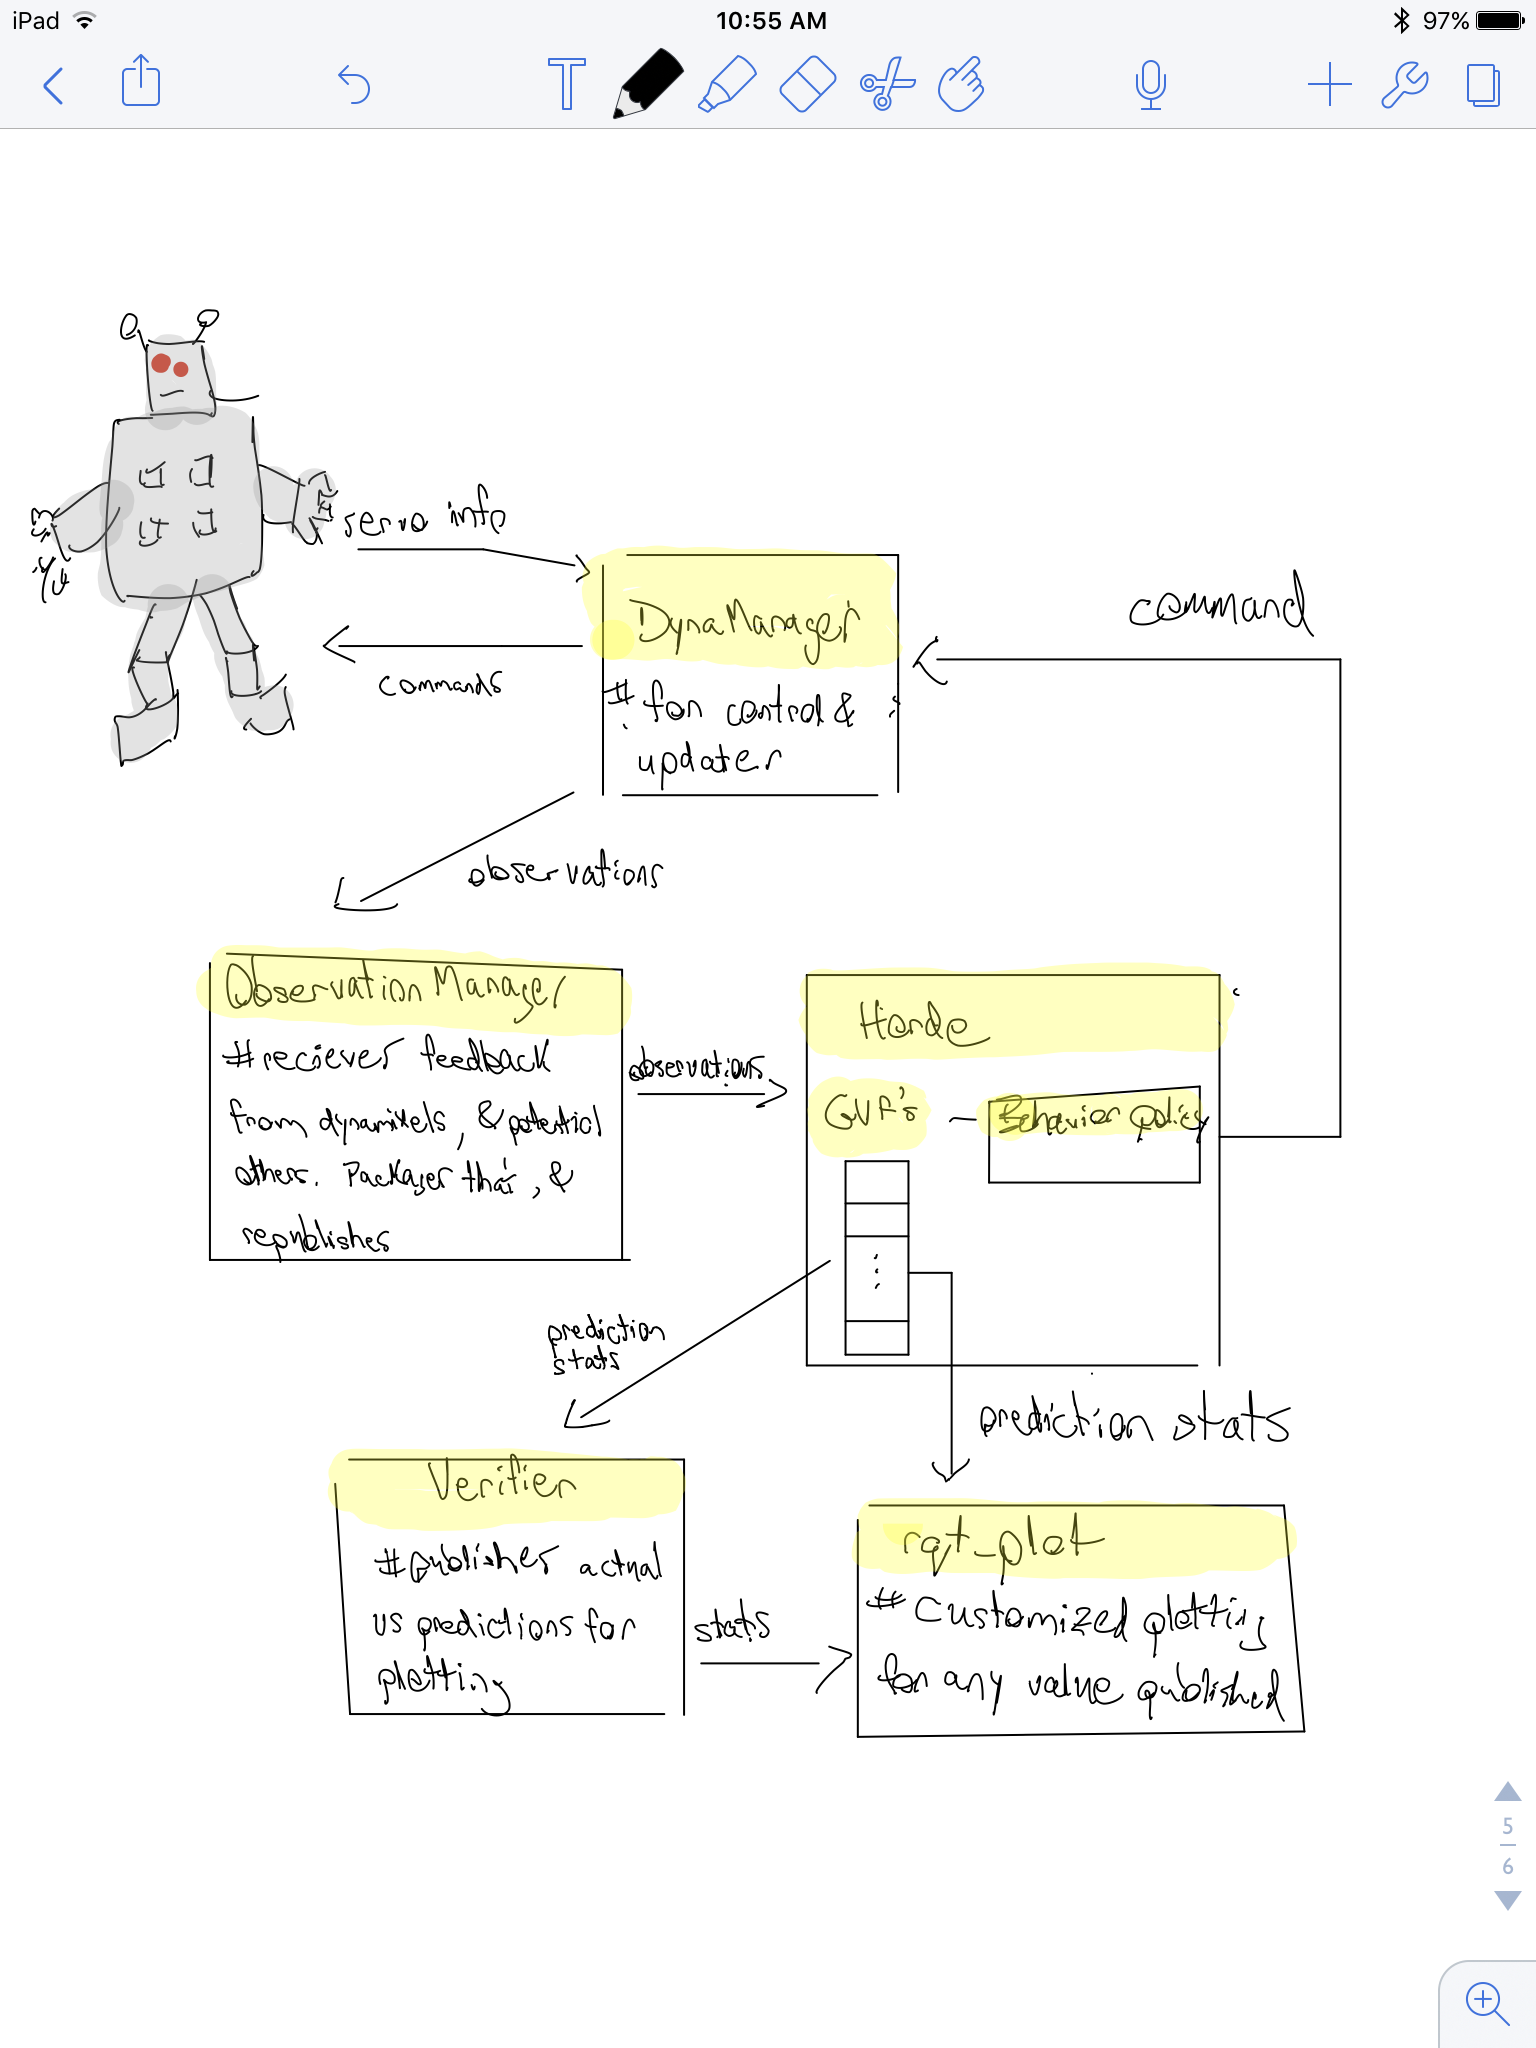 iPad
10:55 AM
97%
servo info
DynaManager
command
commands
# for control &
updater
observations
Observation Manager
#reciever feedback
from dynamixels, & potential
others. Packages that, &
republishes
observations
Horde
GVF's
Behavior policy
prediction
stats
prediction stats
Verifier
#publishes actual
vs predictions for
plotting
stats
rqt_plot
# Customized plotting
for any value published
5
6